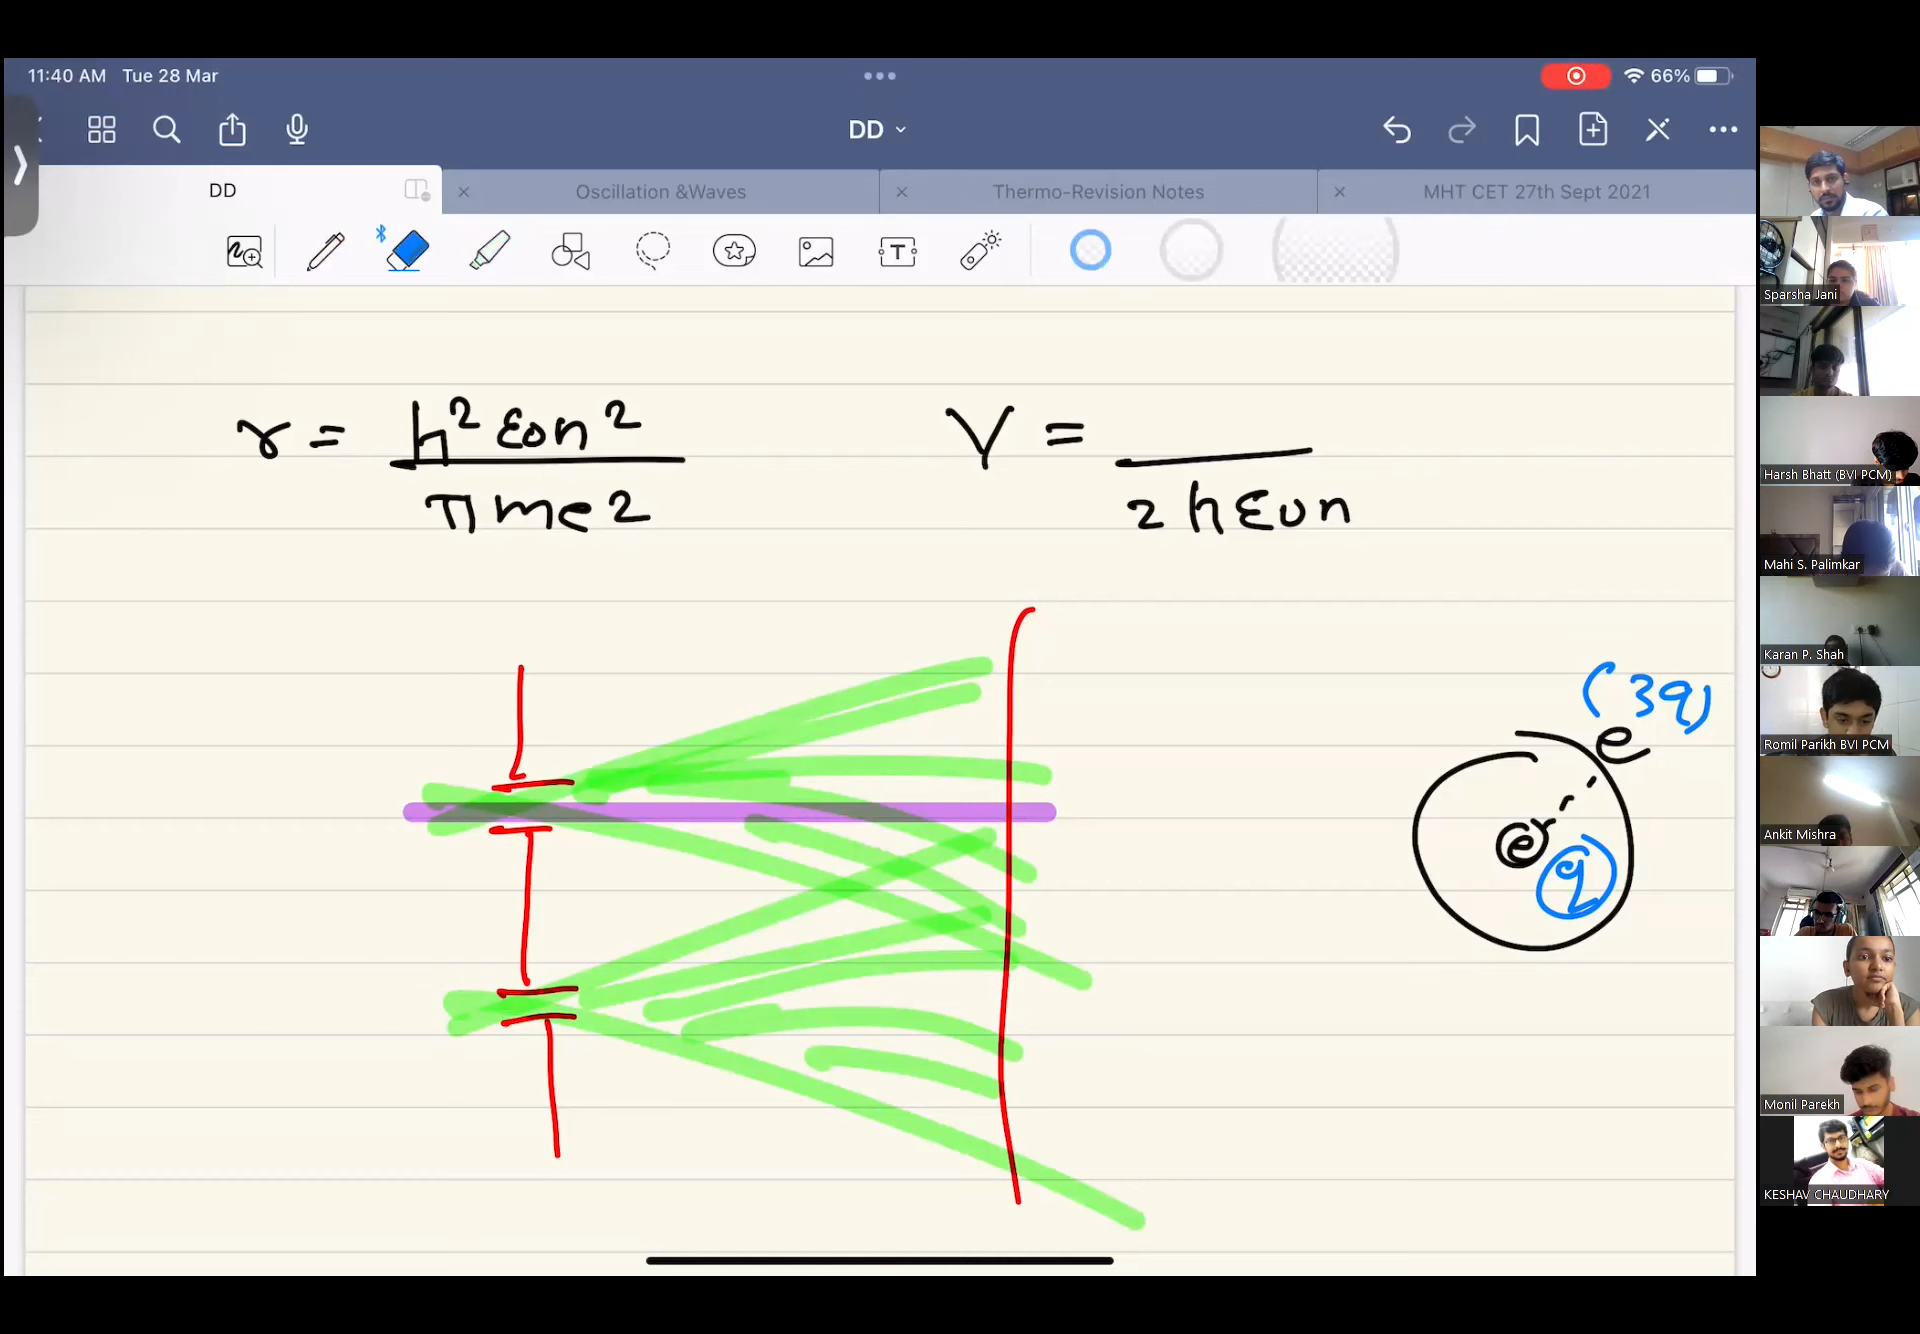 11:40 AM Tue 28 Mar
66%
DD
DD
Oscillation &Waves
Thermo-Revision Notes
MHT CET 27th Sept 2021
T
r = h² ε0n² / πme2
V = / 2hε0n
(39)
e
e
r
q
Sparsha Jani
Harsh Bhatt (BVI PCM)
Mahi S. Palimkar
Karan P. Shah
Romil Parikh BVI PCM
Ankit Mishra
Monil Parekh
KESHAV CHAUDHARY